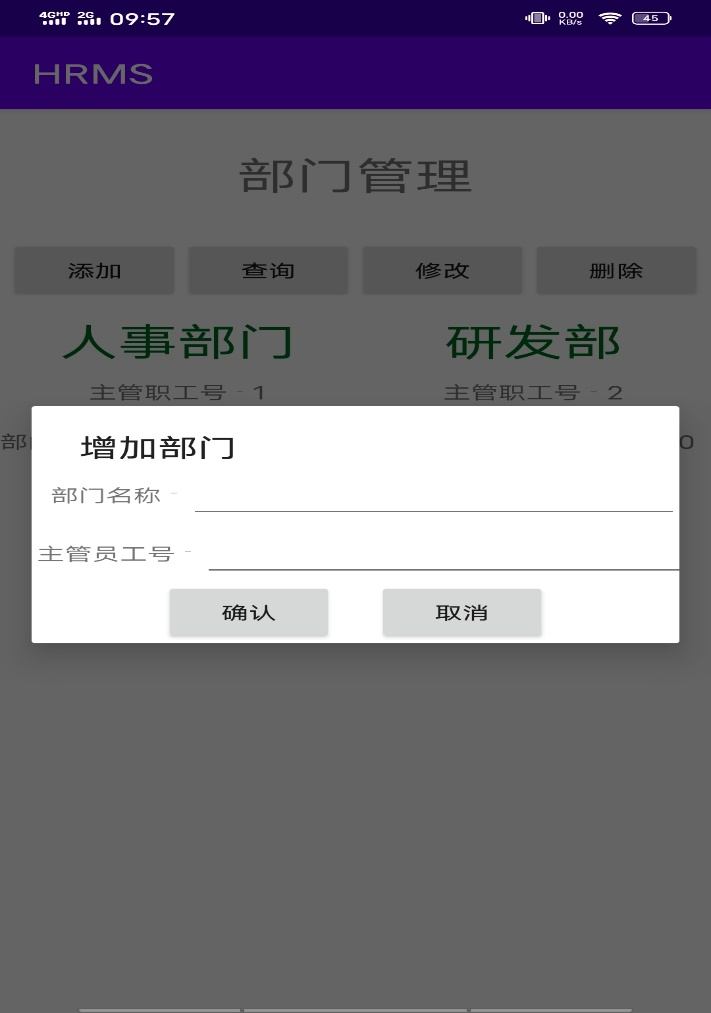 4GHD 2G 09:57 0.00 KB/s 45
HRMS
部门管理
添加 查询 修改 删除
人事部门 研发部
主管职工号 - 1 主管职工号 - 2
部 0
增加部门
部门名称 -
主管员工号 -
确认 取消